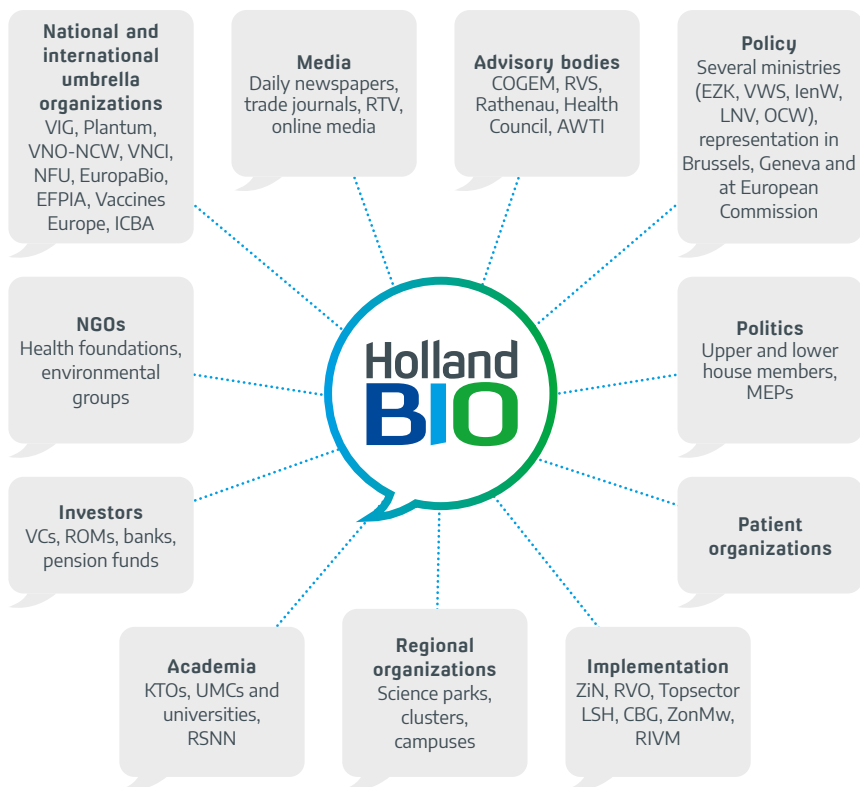 National and
international
umbrella
organizations
VIG, Plantum,
VNO-NCW, VNCI,
NFU, EuropaBio,
EFPIA, Vaccines
Europe, ICBA
Media
Daily newspapers,
trade journals, RTV,
online media
Advisory bodies
COGEM, RVS,
Rathenau, Health
Council, AWTI
Policy
Several ministries
(EZK, VWS, IenW,
LNV, OCW),
representation in
Brussels, Geneva and
at European
Commission
NGOs
Health foundations,
environmental
groups
Holland
BIO
Politics
Upper and lower
house members,
MEPs
Investors
VCs, ROMs, banks,
pension funds
Patient
organizations
Academia
KTOs, UMCs and
universities,
RSNN
Regional
organizations
Science parks,
clusters,
campuses
Implementation
ZiN, RVO, Topsector
LSH, CBG, ZonMw,
RIVM